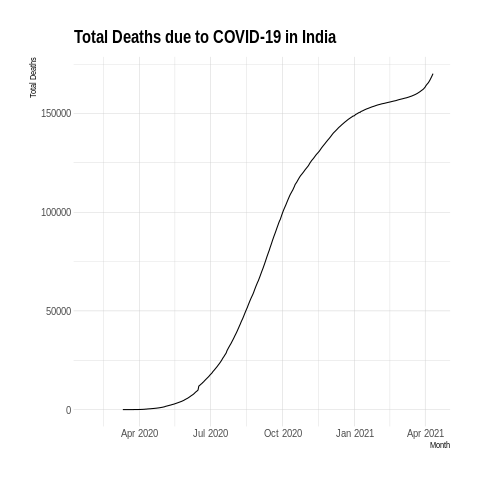 Total Deaths due to COVID-19 in India
Total Deaths
150000
100000
50000
0
Apr 2020 Jul 2020 Oct 2020 Jan 2021 Apr 2021
Month